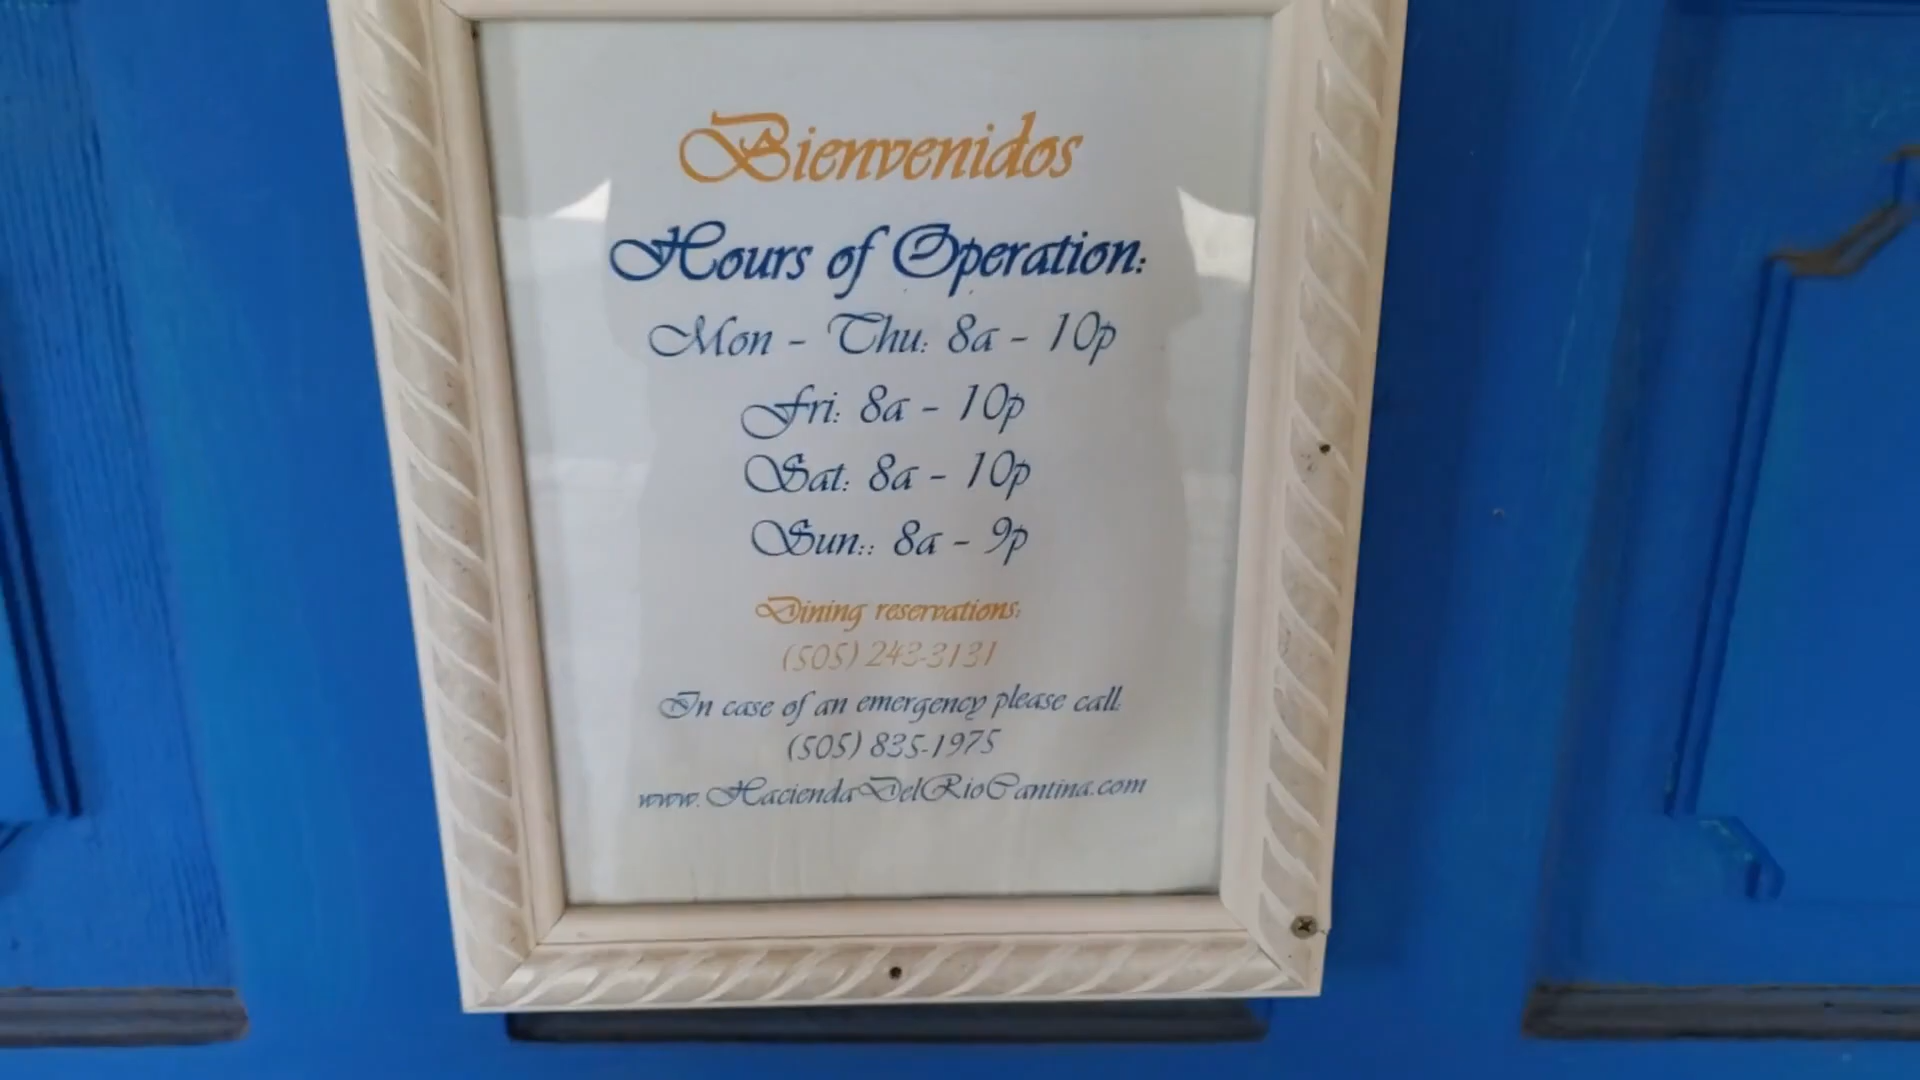 Bienvenidos
Hours of Operation:
Mon - Thu: 8a - 10p
Fri: 8a - 10p
Sat: 8a - 10p
Sun:: 8a - 9p
Dining reservations:
(505) 243-3131
In case of an emergency please call:
(505) 835-1975
www.HaciendaDelRioCantina.com